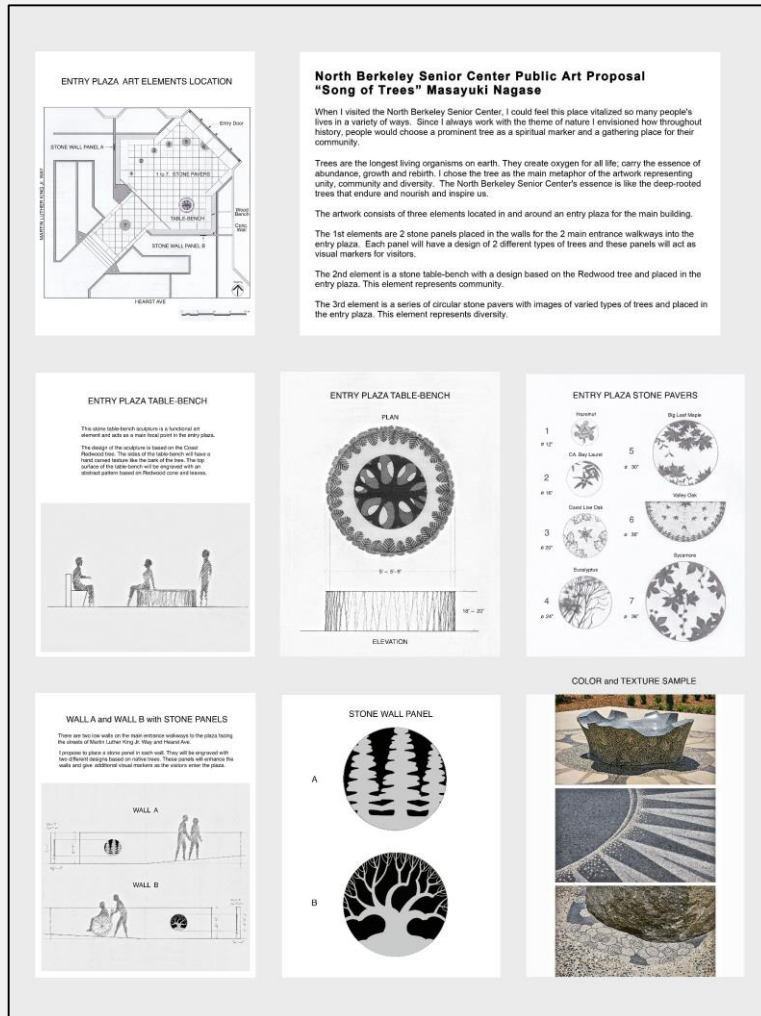 ENTRY PLAZA ART ELEMENTS LOCATION
Entry Door
STONE WALL PANEL A
1 to 7 STONE PAVERS
MARTIN LUTHER KING Jr. WAY
TABLE-BENCH
Wood
Bench
Conc.
Wall
STONE WALL PANEL B
HEARST AVE
North Berkeley Senior Center Public Art Proposal
“Song of Trees” Masayuki Nagase
When I visited the North Berkeley Senior Center, I could feel this place vitalized so many people's
lives in a variety of ways. Since I always work with the theme of nature I envisioned how throughout
history, people would choose a prominent tree as a spiritual marker and a gathering place for their
community.
Trees are the longest living organisms on earth. They create oxygen for all life; carry the essence of
abundance, growth and rebirth. I chose the tree as the main metaphor of the artwork representing
unity, community and diversity. The North Berkeley Senior Center's essence is like the deep-rooted
trees that endure and nourish and inspire us.
The artwork consists of three elements located in and around an entry plaza for the main building.
The 1st elements are 2 stone panels placed in the walls for the 2 main entrance walkways into the
entry plaza. Each panel will have a design of 2 different types of trees and these panels will act as
visual markers for visitors.
The 2nd element is a stone table-bench with a design based on the Redwood tree and placed in the
entry plaza. This element represents community.
The 3rd element is a series of circular stone pavers with images of varied types of trees and placed in
the entry plaza. This element represents diversity.
ENTRY PLAZA TABLE-BENCH
This stone table-bench sculpture is a functional art
element and acts as a main focal point in the entry plaza.
The design of the sculpture is based on the Coast
Redwood tree. The sides of the table-bench will have a
hand carved texture like the bark of the tree. The top
surface of the table-bench will be engraved with an
abstract pattern based on Redwood cone and leaves.
ENTRY PLAZA TABLE-BENCH
PLAN
5' ~ 5'-6"
18" ~ 20"
ELEVATION
ENTRY PLAZA STONE PAVERS
Hazelnut
1
ø 12"
CA. Bay Laurel
2
ø 16"
Coast Live Oak
3
ø 20"
Eucalyptus
4
ø 24"
Big Leaf Maple
5
ø 30"
Valley Oak
6
ø 36"
Sycamore
7
ø 36"
WALL A and WALL B with STONE PANELS
There are two low walls on the main entrance walkways to the plaza facing
the streets of Martin Luther King Jr. Way and Hearst Ave.
I propose to place a stone panel in each wall. They will be engraved with
two different designs based on native trees. These panels will enhance the
walls and give additional visual markers as the visitors enter the plaza.
WALL A
WALL B
STONE WALL PANEL
A
B
COLOR and TEXTURE SAMPLE